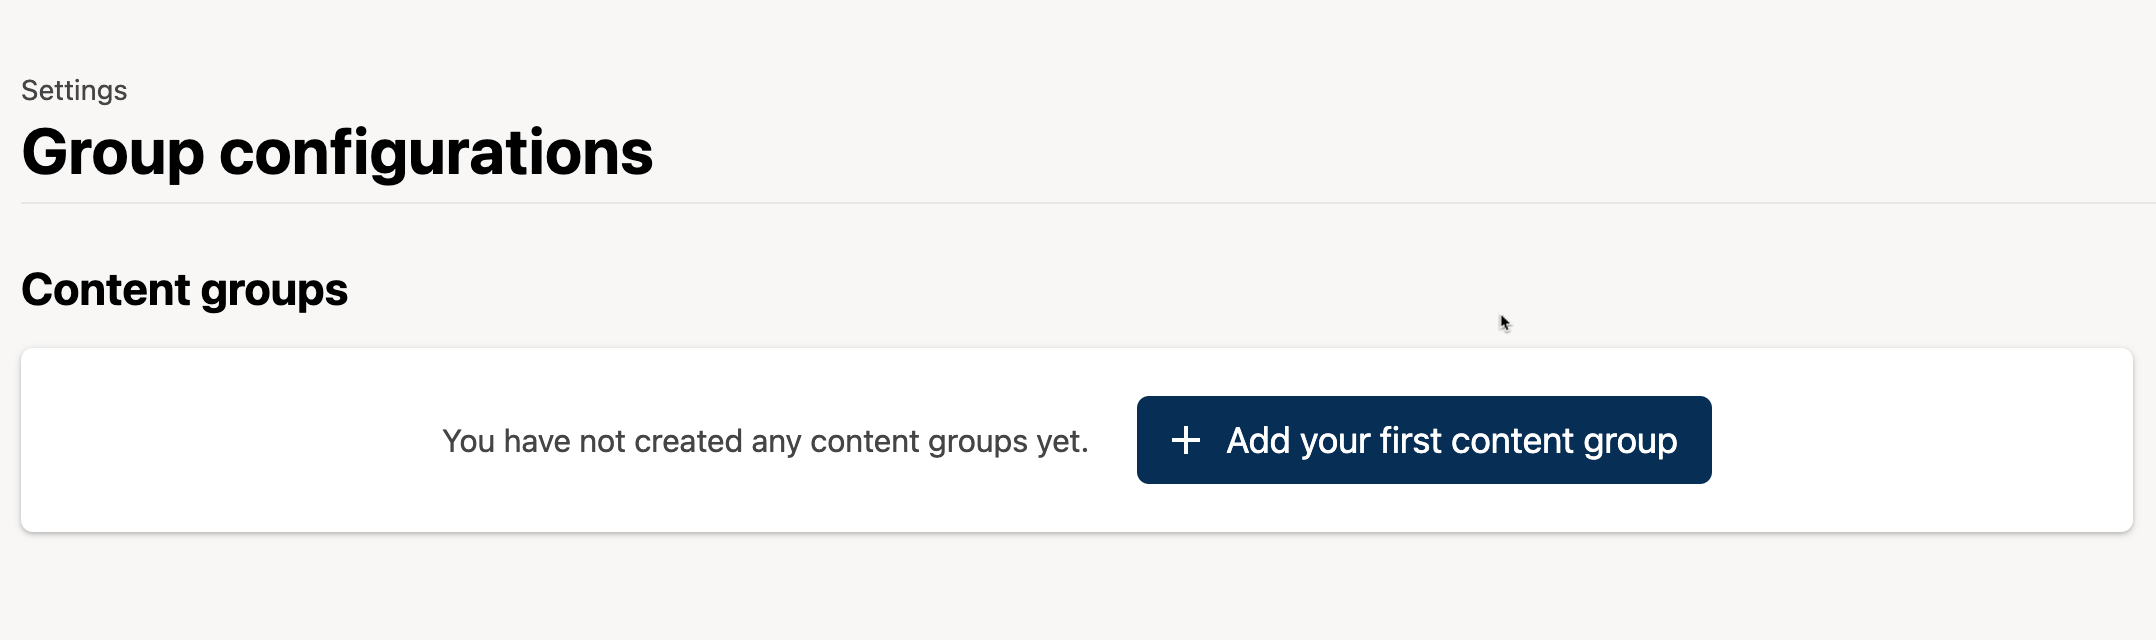 Settings
Group configurations
Content groups
You have not created any content groups yet.
Add your first content group